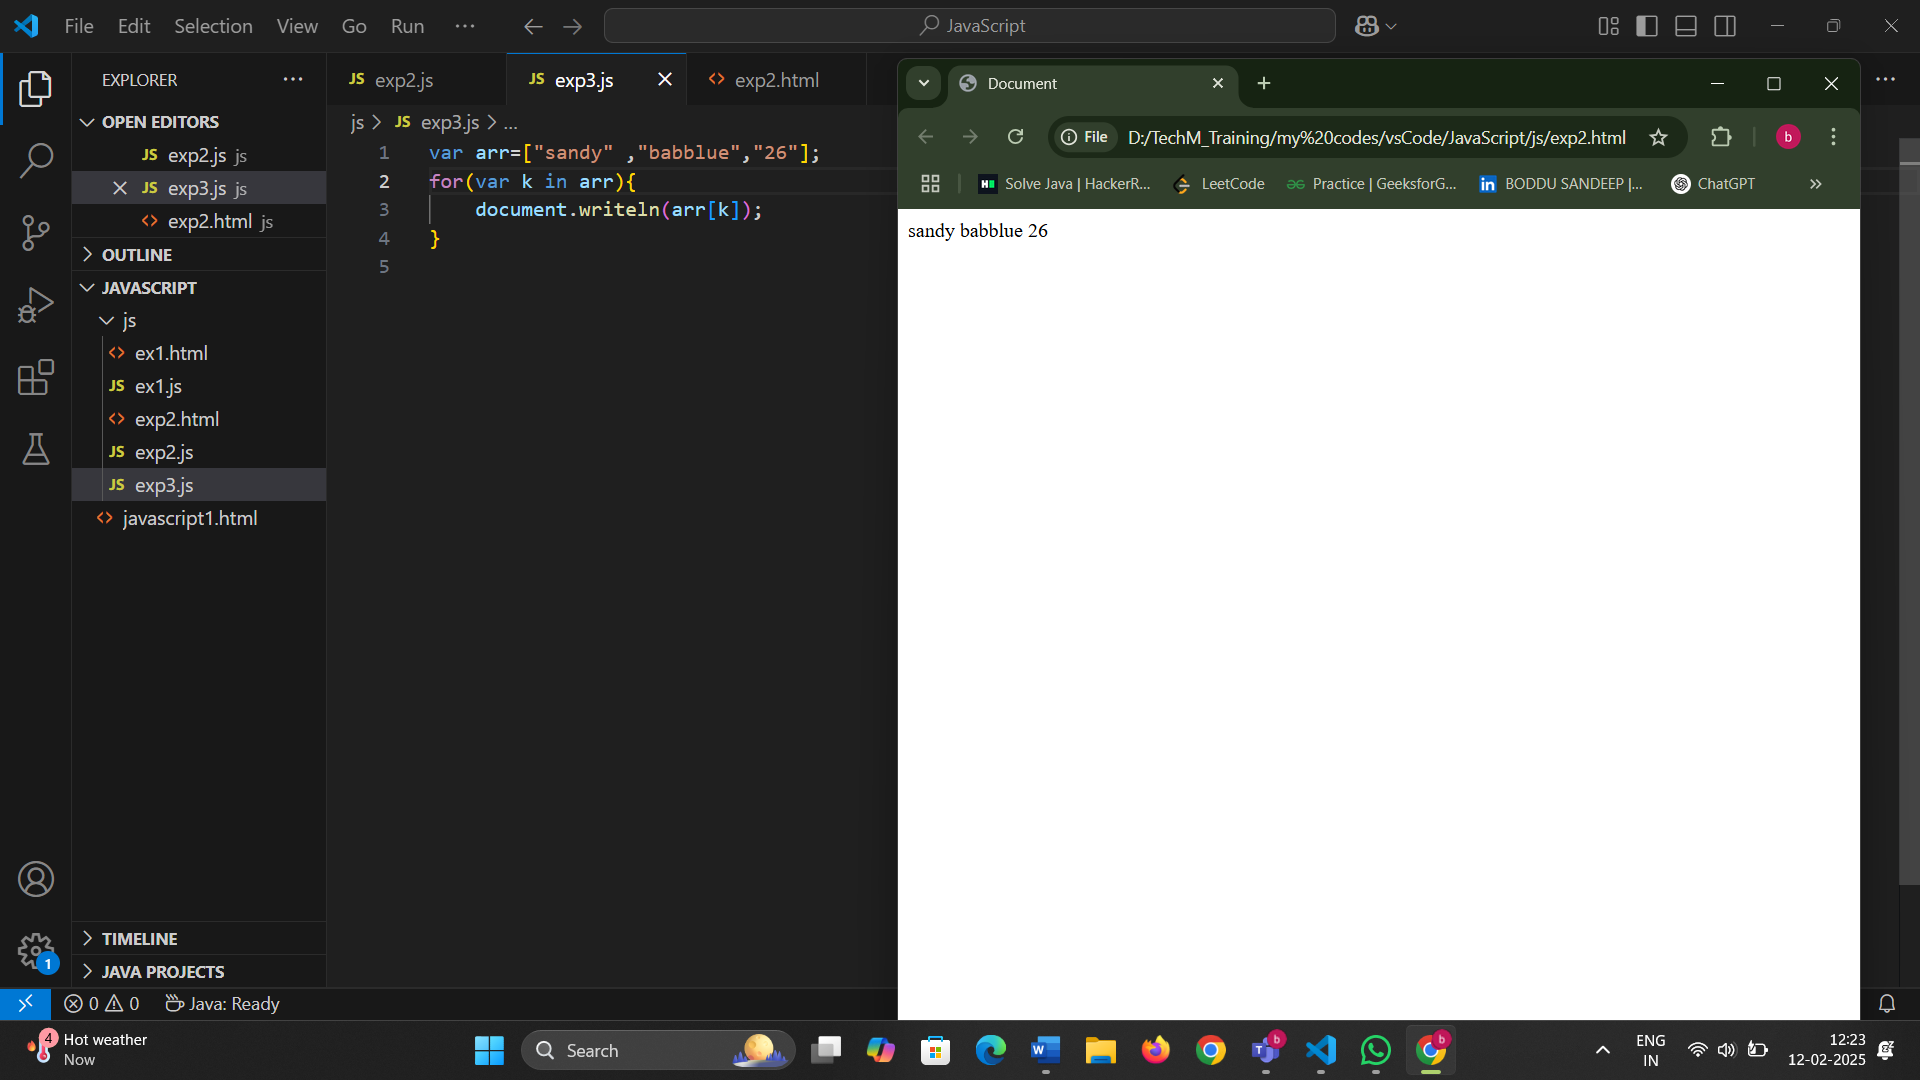 File Edit Selection View Go Run ···
JavaScript
EXPLORER ···
OPEN EDITORS
JS exp2.js js
JS exp3.js js
<> exp2.html js
OUTLINE
JAVASCRIPT
js
<> ex1.html
JS ex1.js
<> exp2.html
JS exp2.js
JS exp3.js
<> javascript1.html
TIMELINE
JAVA PROJECTS
1
JS exp2.js JS exp3.js <> exp2.html
js > JS exp3.js > ...
1 var arr=["sandy" ,"babblue","26"];
2 for(var k in arr){
3 document.writeln(arr[k]);
4 }
5
Document
File D:/TechM_Training/my%20codes/vsCode/JavaScript/js/exp2.html b
Solve Java | HackerR... LeetCode Practice | GeeksforG... in BODDU SANDEEP |... ChatGPT »
sandy babblue 26
0 0 Java: Ready
4 Hot weather
Now
Search
b
b
ENG
IN
12:23
12-02-2025